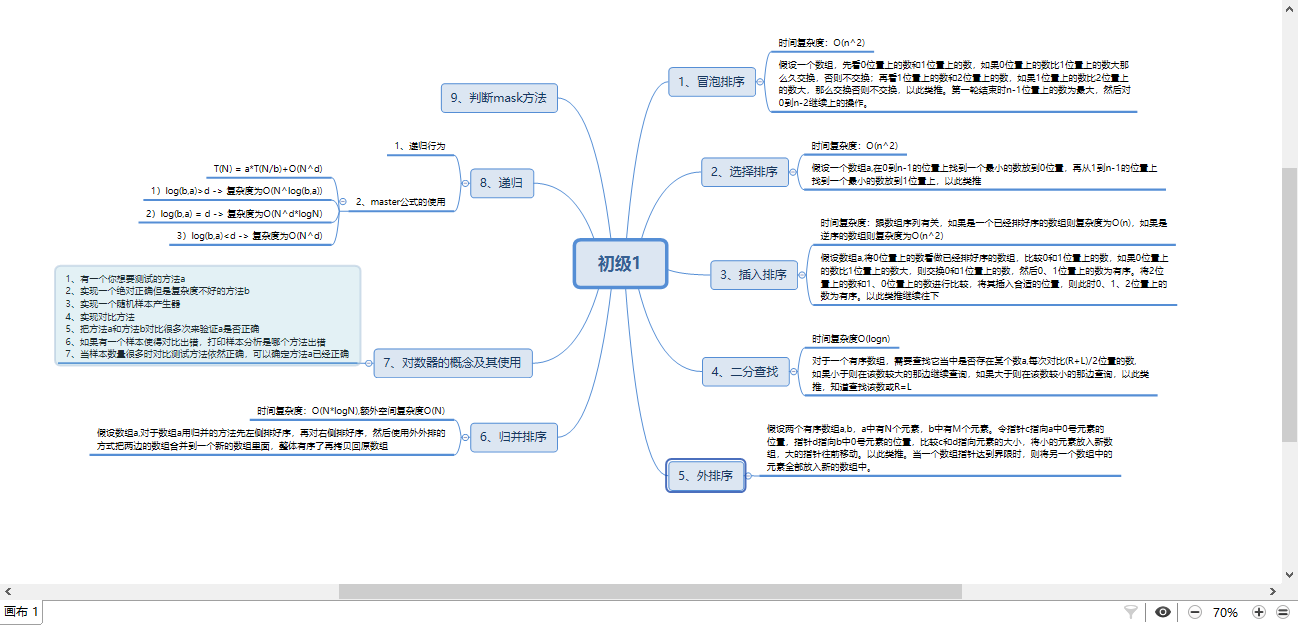 初级1
1、冒泡排序
时间复杂度：O(n^2)
假设一个数组，先看0位置上的数和1位置上的数，如果0位置上的数比1位置上的数大那
么久交换，否则不交换；再看1位置上的数和2位置上的数，如果1位置上的数比2位置上
的数大，那么交换否则不交换，以此类推。第一轮结束时n-1位置上的数为最大，然后对
0到n-2继续上的操作。
2、选择排序
时间复杂度：O(n^2)
假设一个数组a,在0到n-1的位置上找到一个最小的数放到0位置，再从1到n-1的位置上
找到一个最小的数放到1位置上，以此类推
3、插入排序
时间复杂度：跟数组序列有关，如果是一个已经排好序的数组则复杂度为O(n)，如果是
逆序的数组则复杂度为O(n^2)
假设数组a,将0位置上的数看做已经排好序的数组，比较0和1位置上的数，如果0位置上
的数比1位置上的数大，则交换0和1位置上的数，然后0、1位置上的数为有序。将2位
置上的数和1、0位置上的数进行比较，将其插入合适的位置，则此时0、1、2位置上的
数为有序。以此类推继续往下
4、二分查找
时间复杂度O(logn)
对于一个有序数组，需要查找它当中是否存在某个数a,每次对比(R+L)/2位置的数,
如果小于则在该数较大的那边继续查询，如果大于则在该数较小的那边查询，以此类
推，知道查找该数或R=L
5、外排序
假设两个有序数组a,b，a中有N个元素，b中有M个元素。令指针c指向a中0号元素的
位置，指针d指向b中0号元素的位置，比较c和d指向元素的大小，将小的元素放入新数
组，大的指针往前移动。以此类推。当一个数组指针达到界限时，则将另一个数组中的
元素全部放入新的数组中。
6、归并排序
时间复杂度：O(N*logN),额外空间复杂度O(N)
假设数组a,对于数组a用归并的方法先左侧排好序，再对右侧排好序，然后使用外外排的
方式把两边的数组合并到一个新的数组里面，整体有序了再拷贝回原数组
7、对数器的概念及其使用
1、有一个你想要测试的方法a
2、实现一个绝对正确但是复杂度不好的方法b
3、实现一个随机样本产生器
4、实现对比方法
5、把方法a和方法b对比很多次来验证a是否正确
6、如果有一个样本使得对比出错，打印样本分析是哪个方法出错
7、当样本数量很多时对比测试方法依然正确，可以确定方法a已经正确
8、递归
1、递归行为
2、master公式的使用
T(N) = a*T(N/b)+O(N^d)
1）log(b,a)>d -> 复杂度为O(N^log(b,a))
2）log(b,a) = d -> 复杂度为O(N^d*logN)
3）log(b,a)<d -> 复杂度为O(N^d)
9、判断mask方法
画布 1
70%